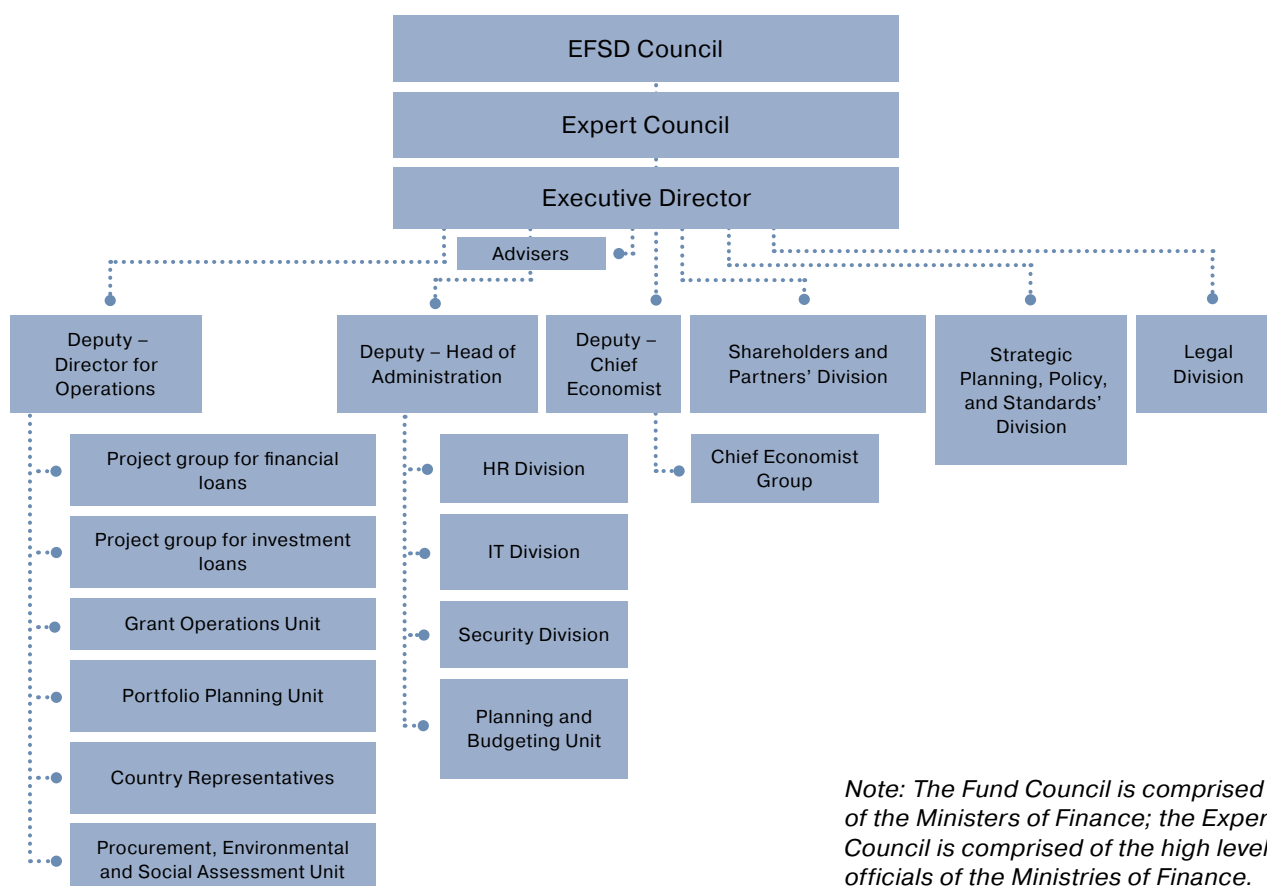 EFSD Council
Expert Council
Executive Director
Advisers
Deputy –
Director for
Operations
Deputy – Head of
Administration
Deputy –
Chief
Economist
Shareholders and
Partners’ Division
Strategic
Planning, Policy,
and Standards’
Division
Legal
Division
Project group for financial
loans
Project group for investment
loans
Grant Operations Unit
Portfolio Planning Unit
Country Representatives
Procurement, Environmental
and Social Assessment Unit
HR Division
IT Division
Security Division
Planning and
Budgeting Unit
Chief Economist
Group
Note: The Fund Council is comprised
of the Ministers of Finance; the Exper
Council is comprised of the high level
officials of the Ministries of Finance.